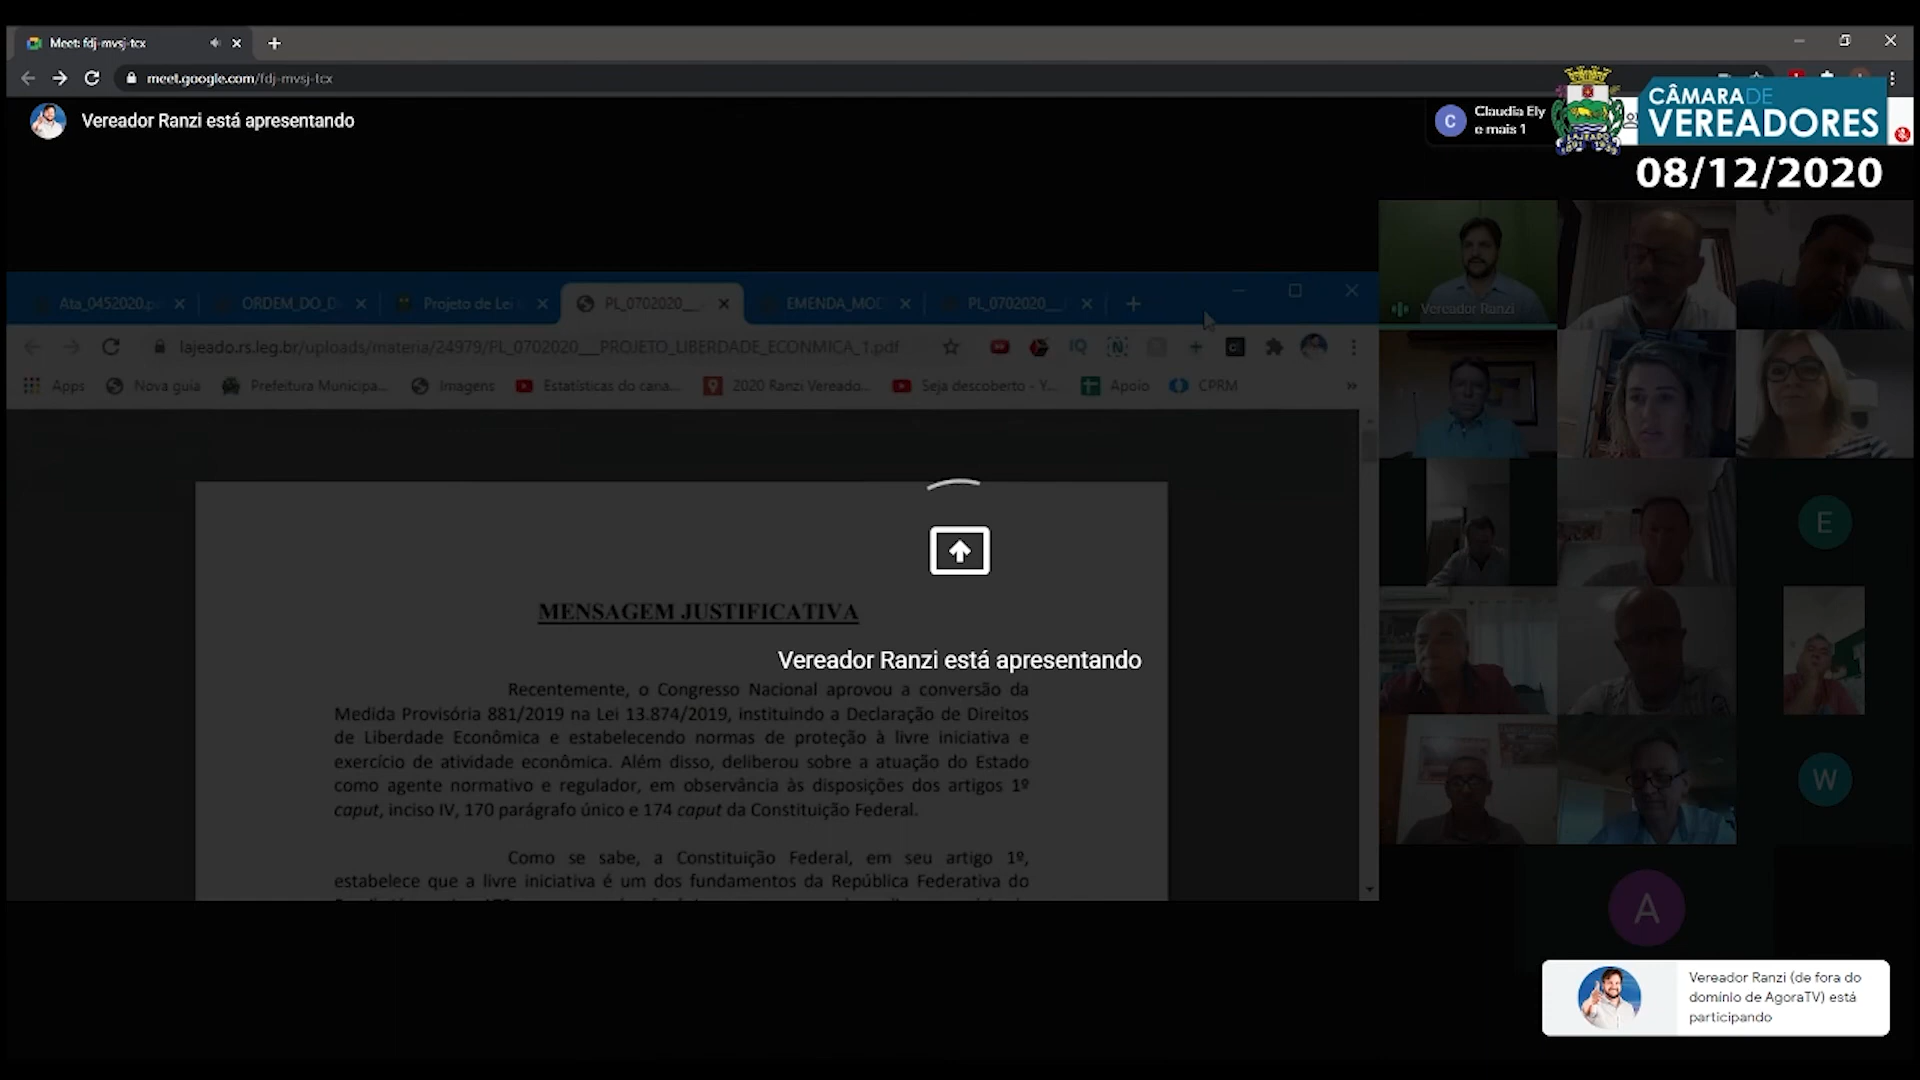 Meet: fdj-mvsj-tcx
meet.google.com/fdj-mvsj-tcx
Vereador Ranzi está apresentando
C
Claudia Ely
e mais 1
LAJEADO
CÂMARA DE
VEREADORES
08/12/2020
Ata_0452020.p
ORDEM_DO_D
Projeto de Lei
PL_0702020__
EMENDA_MOD
PL_0702020__
lajeado.rs.leg.br/uploads/materia/24979/PL_0702020__PROJETO_LIBERDADE_ECONMICA_1.pdf
Apps
Nova guia
Prefeitura Municipa...
Imagens
Estatísticas do cana...
2020 Ranzi Vereado...
Seja descoberto - Y...
Apoio
CPRM
»
Vereador Ranzi
E
W
A
MENSAGEM JUSTIFICATIVA
Vereador Ranzi está apresentando
Recentemente, o Congresso Nacional aprovou a conversão da
Medida Provisória 881/2019 na Lei 13.874/2019, instituindo a Declaração de Direitos
de Liberdade Econômica e estabelecendo normas de proteção à livre iniciativa e
exercício de atividade econômica. Além disso, deliberou sobre a atuação do Estado
como agente normativo e regulador, em observância às disposições dos artigos 1º
caput, inciso IV, 170 parágrafo único e 174 caput da Constituição Federal.
Como se sabe, a Constituição Federal, em seu artigo 1º,
estabelece que a livre iniciativa é um dos fundamentos da República Federativa do
Vereador Ranzi (de fora do
domínio de AgoraTV) está
participando